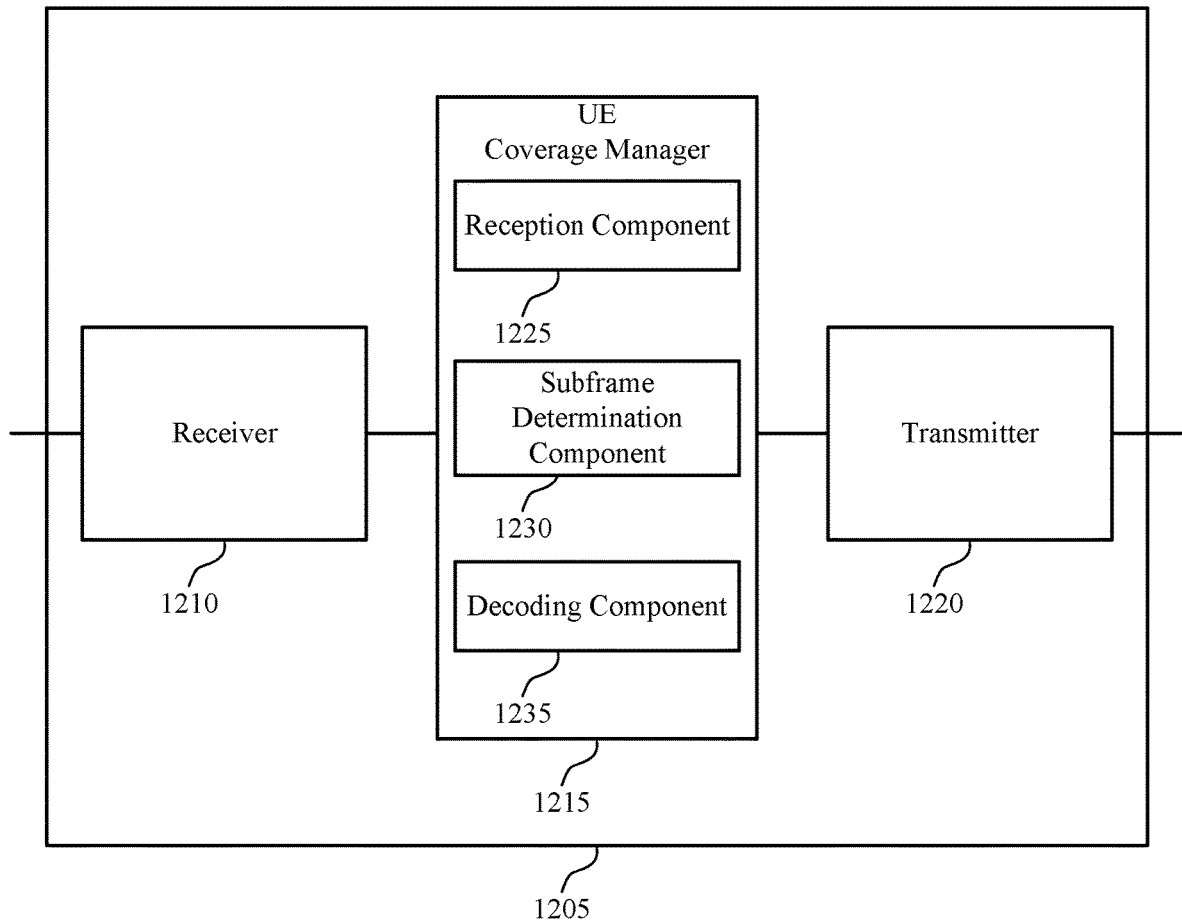 UE
Coverage Manager
Reception Component
1225
Subframe
Determination
Component
1230
Decoding Component
1235
1215
Receiver
1210
Transmitter
1220
1205